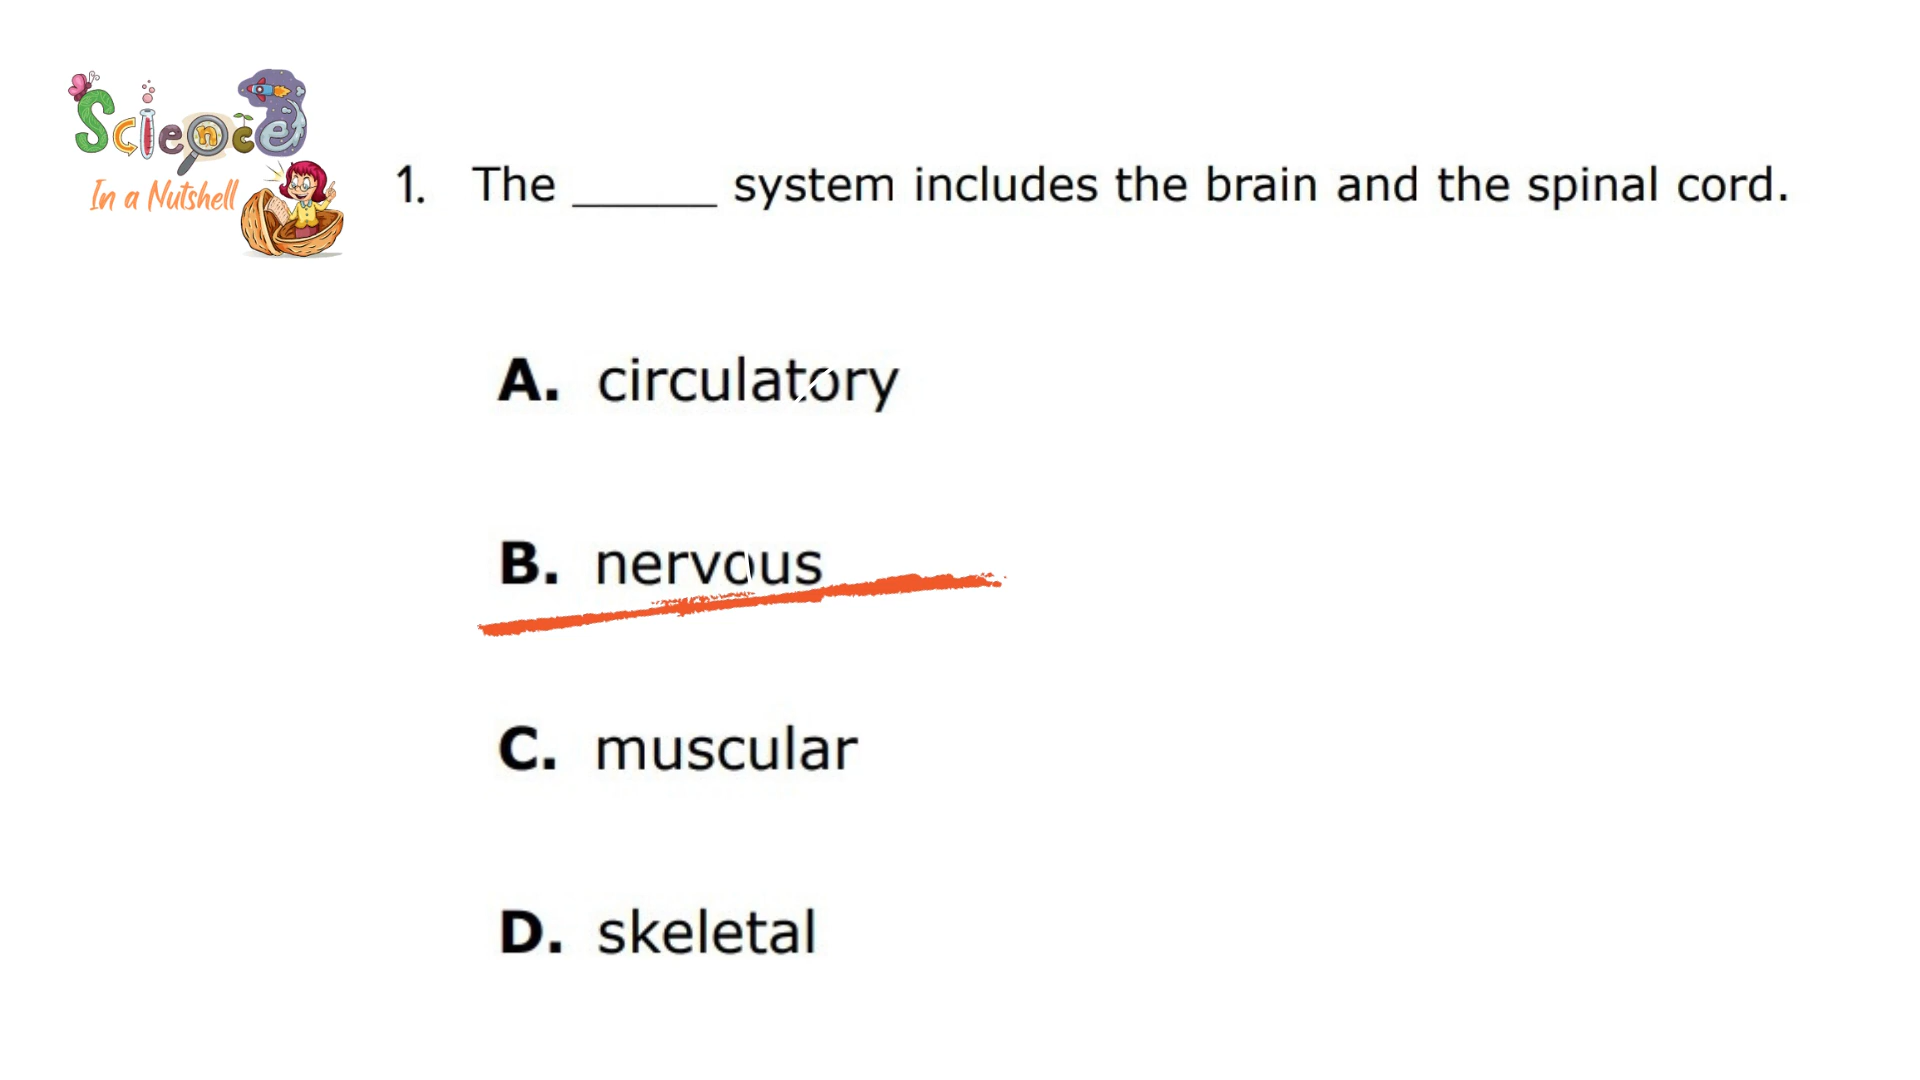 Science
In a Nutshell
1. The ______ system includes the brain and the spinal cord.
A. circulatory
B. nervous
C. muscular
D. skeletal